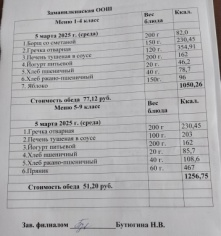 Заманилкинская ООШ
Меню 1-4 класс
Вес блюда
Ккал.
5 марта 2025 г. (среда)
1.Борщ со сметаной 200 г 82,0
2.Гречка отварная 150 г. 230,45
3.Печень тушеная в соусе 120 г 354,91
4.Йогурт питьевой 200 г 162
5.Хлеб пшеничный 20 г 46,2
6.Хлеб ржано-пшеничный 40 г. 78,7
7. Яблоко 150г. 96
1050,26
Стоимость обеда 77,12 руб.
Меню 5-9 класс
Вес блюда
Ккал.
5 марта 2025 г. (среда)
1.Гречка отварная 200 г 230,45
2.Печень тушеная в соусе 100 г 203
3.Йогурт питьевой 200 г 162
4.Хлеб пшеничный 20 г 85,7
5.Хлеб ржано-пшеничный 40 г 108,6
6.Пряник 60 г 467
1256,75
Стоимость обеда 51,20 руб.
Зав. филиалом Бутюгина Н.В.